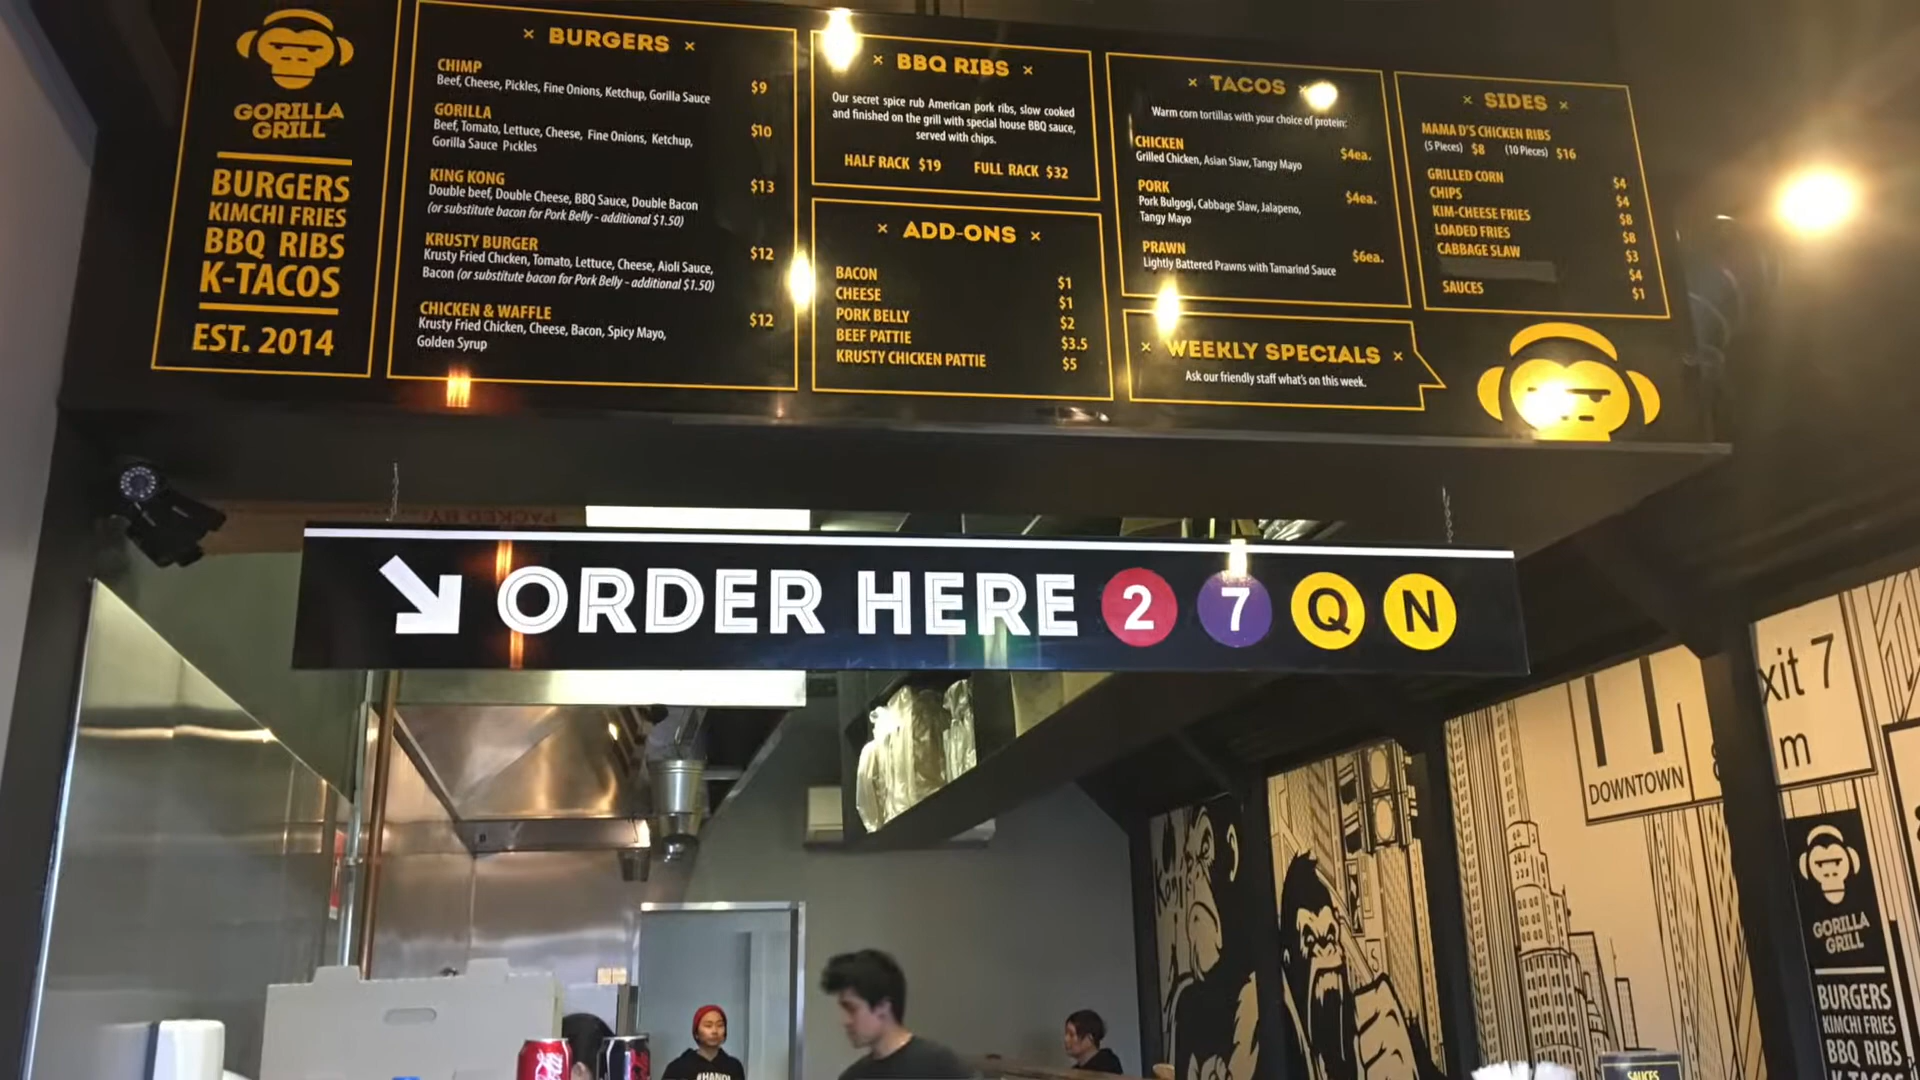 GORILLA
GRILL
BURGERS
KIMCHI FRIES
BBQ RIBS
K-TACOS
EST. 2014
× BURGERS ×
CHIMP
Beef, Cheese, Pickles, Fine Onions, Ketchup, Gorilla Sauce $9
GORILLA
Beef, Tomato, Lettuce, Cheese, Fine Onions, Ketchup, $10
Gorilla Sauce Pickles
KING KONG
Double beef, Double Cheese, BBQ Sauce, Double Bacon $13
(or substitute bacon for Pork Belly - additional $1.50)
KRUSTY BURGER
Krusty Fried Chicken, Tomato, Lettuce, Cheese, Aioli Sauce, $12
Bacon (or substitute bacon for Pork Belly - additional $1.50)
CHICKEN & WAFFLE
Krusty Fried Chicken, Cheese, Bacon, Spicy Mayo, $12
Golden Syrup
× BBQ RIBS ×
Our secret spice rub American pork ribs, slow cooked
and finished on the grill with special house BBQ sauce,
served with chips.
HALF RACK $19 FULL RACK $32
× ADD-ONS ×
BACON $1
CHEESE $1
PORK BELLY $2
BEEF PATTIE $3.5
KRUSTY CHICKEN PATTIE $5
× TACOS ×
Warm corn tortillas with your choice of protein:
CHICKEN $4ea.
Grilled Chicken, Asian Slaw, Tangy Mayo
PORK $4ea.
Pork Bulgogi, Cabbage Slaw, Jalapeno,
Tangy Mayo
PRAWN $6ea.
Lightly Battered Prawns with Tamarind Sauce
× WEEKLY SPECIALS ×
Ask our friendly staff what's on this week.
× SIDES ×
MAMA D'S CHICKEN RIBS
(5 Pieces) $8 (10 Pieces) $16
GRILLED CORN $4
CHIPS $4
KIM-CHEESE FRIES $8
LOADED FRIES $8
CABBAGE SLAW $3
$4
SAUCES $1
PACKED BY:
ORDER HERE 2 7 Q N
xit 7
m
DOWNTOWN
Kong
GORILLA
GRILL
BURGERS
KIMCHI FRIES
BBQ RIBS
K-TACOS
SAUCES